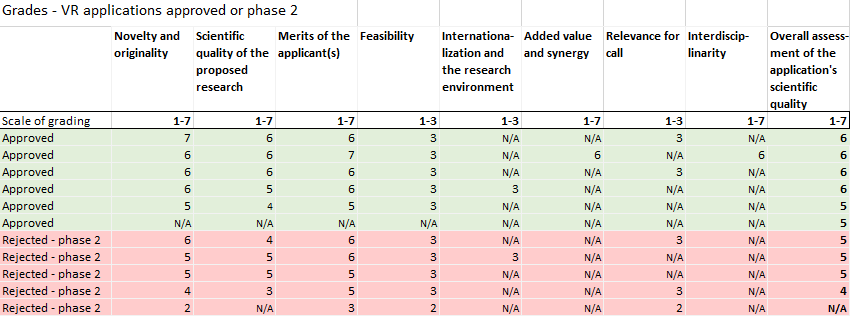 Grades - VR applications approved or phase 2
Novelty and originality Scientific quality of the proposed research Merits of the applicant(s) Feasibility Internationa-lization and the research environment Added value and synergy Relevance for call Interdiscip-linarity Overall assess-ment of the application's scientific quality
Scale of grading 1-7 1-7 1-7 1-3 1-3 1-7 1-3 1-7 1-7
Approved 7 6 6 3 N/A N/A 3 N/A 6
Approved 6 6 7 3 N/A 6 N/A 6 6
Approved 6 6 6 3 N/A N/A 3 N/A 6
Approved 6 5 6 3 3 N/A N/A N/A 6
Approved 5 4 5 3 N/A N/A N/A N/A 5
Approved N/A N/A N/A N/A N/A N/A N/A N/A 5
Rejected - phase 2 6 4 6 3 N/A N/A 3 N/A 5
Rejected - phase 2 5 5 6 3 3 N/A N/A N/A 5
Rejected - phase 2 5 5 5 3 N/A N/A N/A N/A 5
Rejected - phase 2 4 3 5 3 N/A N/A 3 N/A 4
Rejected - phase 2 2 N/A 3 2 N/A N/A 2 N/A N/A